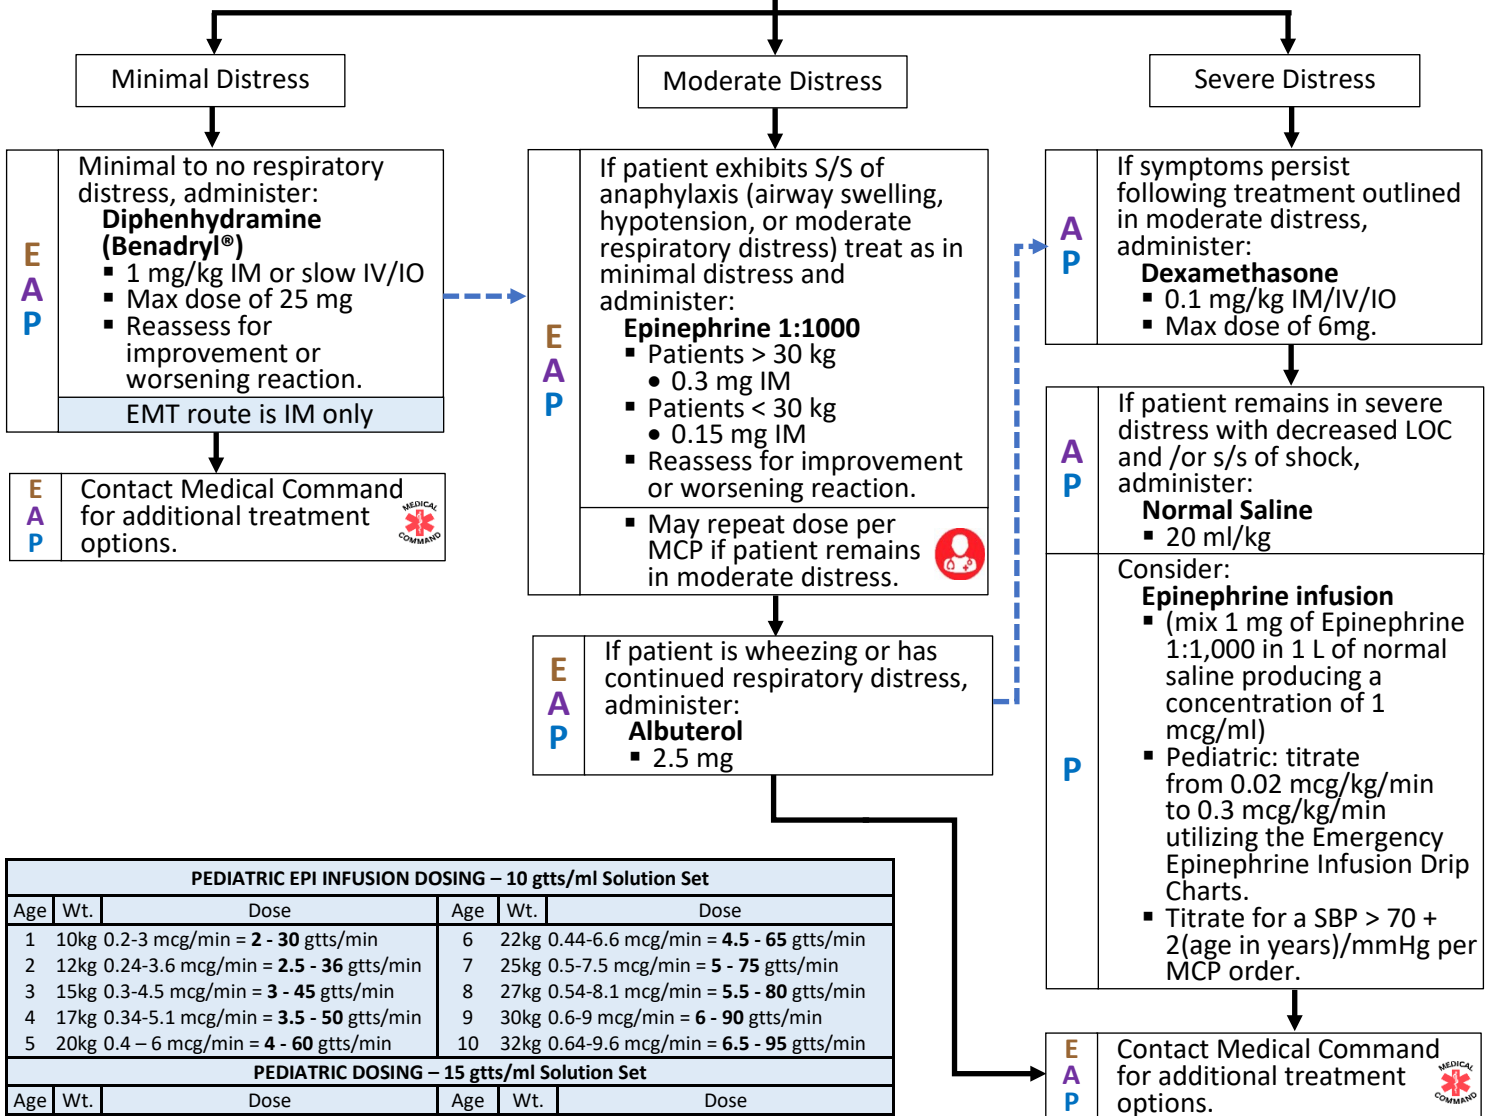 Minimal Distress
Moderate Distress
Severe Distress
E
A
P
Minimal to no respiratory
distress, administer:
Diphenhydramine
(Benadryl®)
▪ 1 mg/kg IM or slow IV/IO
▪ Max dose of 25 mg
▪ Reassess for
improvement or
worsening reaction.
EMT route is IM only
E
A
P
Contact Medical Command
for additional treatment
options.
MEDICAL
COMMAND
E
A
P
If patient exhibits S/S of
anaphylaxis (airway swelling,
hypotension, or moderate
respiratory distress) treat as in
minimal distress and
administer:
Epinephrine 1:1000
▪ Patients > 30 kg
• 0.3 mg IM
▪ Patients < 30 kg
• 0.15 mg IM
▪ Reassess for improvement
or worsening reaction.
▪ May repeat dose per
MCP if patient remains
in moderate distress.
E
A
P
If patient is wheezing or has
continued respiratory distress,
administer:
Albuterol
▪ 2.5 mg
A
P
If symptoms persist
following treatment outlined
in moderate distress,
administer:
Dexamethasone
▪ 0.1 mg/kg IM/IV/IO
▪ Max dose of 6mg.
A
P
If patient remains in severe
distress with decreased LOC
and /or s/s of shock,
administer:
Normal Saline
▪ 20 ml/kg
P
Consider:
Epinephrine infusion
▪ (mix 1 mg of Epinephrine
1:1,000 in 1 L of normal
saline producing a
concentration of 1
mcg/ml)
▪ Pediatric: titrate
from 0.02 mcg/kg/min
to 0.3 mcg/kg/min
utilizing the Emergency
Epinephrine Infusion Drip
Charts.
▪ Titrate for a SBP > 70 +
2(age in years)/mmHg per
MCP order.
E
A
P
Contact Medical Command
for additional treatment
options.
MEDICAL
COMMAND
PEDIATRIC EPI INFUSION DOSING – 10 gtts/ml Solution Set
Age Wt. Dose Age Wt. Dose
1 10kg 0.2-3 mcg/min = 2 - 30 gtts/min 6 22kg 0.44-6.6 mcg/min = 4.5 - 65 gtts/min
2 12kg 0.24-3.6 mcg/min = 2.5 - 36 gtts/min 7 25kg 0.5-7.5 mcg/min = 5 - 75 gtts/min
3 15kg 0.3-4.5 mcg/min = 3 - 45 gtts/min 8 27kg 0.54-8.1 mcg/min = 5.5 - 80 gtts/min
4 17kg 0.34-5.1 mcg/min = 3.5 - 50 gtts/min 9 30kg 0.6-9 mcg/min = 6 - 90 gtts/min
5 20kg 0.4 – 6 mcg/min = 4 - 60 gtts/min 10 32kg 0.64-9.6 mcg/min = 6.5 - 95 gtts/min
PEDIATRIC DOSING – 15 gtts/ml Solution Set
Age Wt. Dose Age Wt. Dose